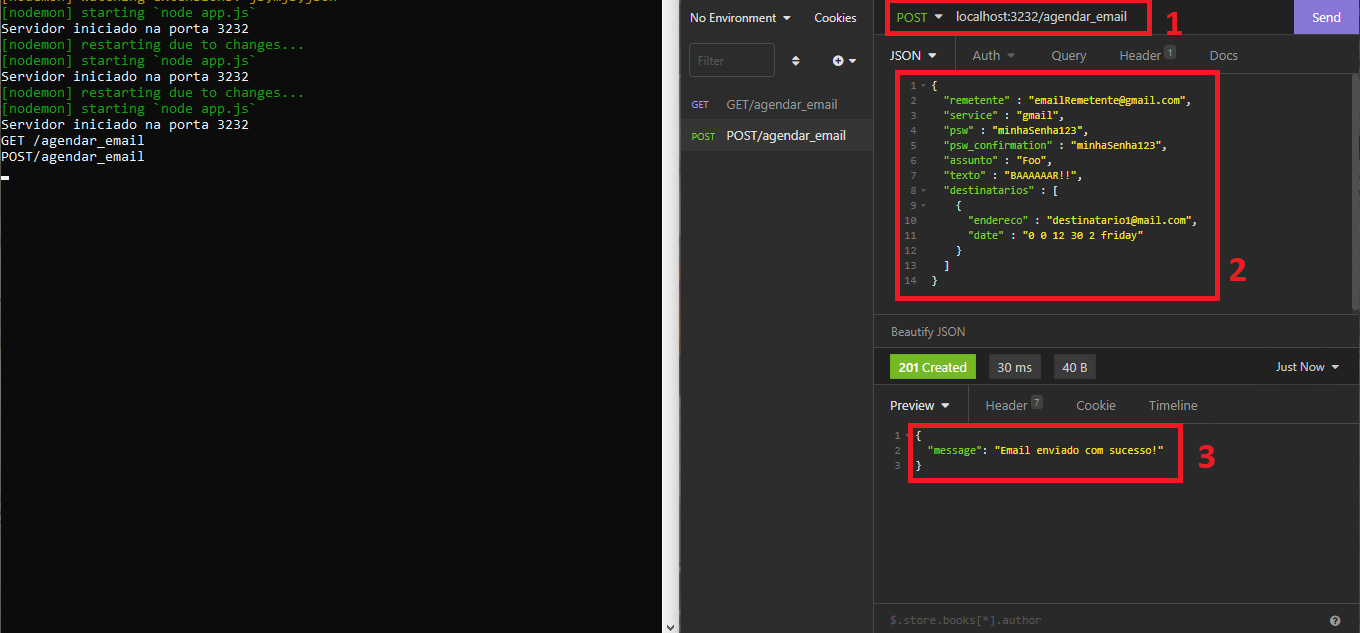 [nodemon] starting `node app.js`
Servidor iniciado na porta 3232
[nodemon] restarting due to changes...
[nodemon] starting `node app.js`
Servidor iniciado na porta 3232
[nodemon] restarting due to changes...
[nodemon] starting `node app.js`
Servidor iniciado na porta 3232
GET /agendar_email
POST/agendar_email
No Environment
Cookies
Filter
GET GET/agendar_email
POST POST/agendar_email
POST localhost:3232/agendar_email
1
Send
JSON Auth Query Header 1 Docs
1 {
2 "remetente" : "emailRemetente@gmail.com",
3 "service" : "gmail",
4 "psw" : "minhaSenha123",
5 "psw_confirmation" : "minhaSenha123",
6 "assunto" : "Foo",
7 "texto" : "BAAAAAAR!!",
8 "destinatarios" : [
9 {
10 "endereco" : "destinatario1@mail.com",
11 "date" : "0 0 12 30 2 friday"
12 }
13 ]
14 }
2
Beautify JSON
201 Created 30 ms 40 B Just Now
Preview Header 7 Cookie Timeline
1 {
2 "message": "Email enviado com sucesso!"
3 }
3
$.store.books[*].author
?